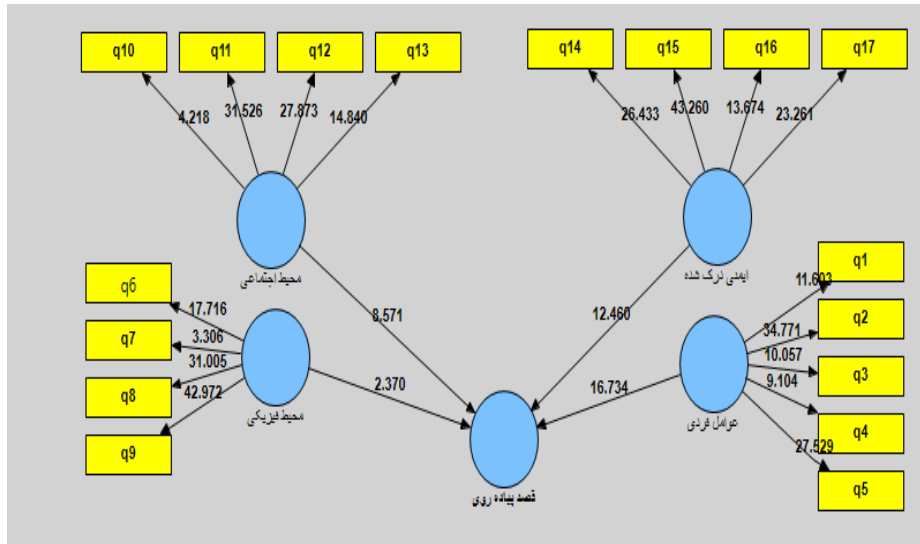 q10 q11 q12 q13 q14 q15 q16 q17
4.218 31.526 27.873 14.840 26.433 43.260 13.674 23.261
محیط اجتماعی
ایمنی درک شده
q6
q7
q8
q9
17.716
3.306
31.005
42.972
محیط فیزیکی
8.571
2.370
12.460
16.734
q1
q2
q3
q4
q5
11.603
34.771
10.057
9.104
27.529
عوامل فردی
قصد پیاده روی